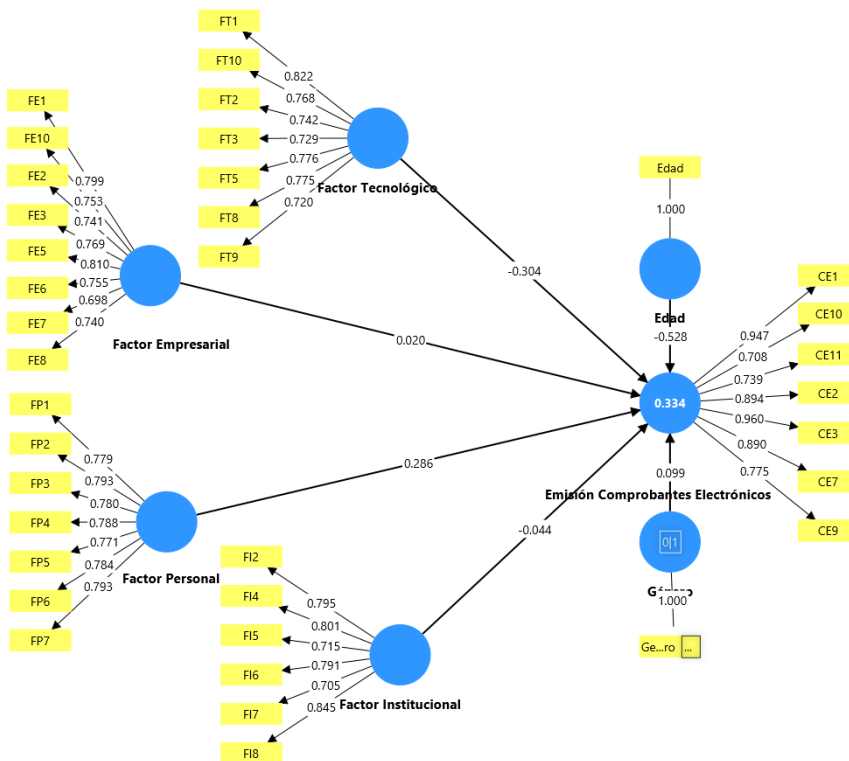 FT1
FT10
FT2
FT3
FT5
FT8
FT9
0.822
0.768
0.742
0.729
0.776
0.775
0.720
Factor Tecnológico
FE1
FE10
FE2
FE3
FE5
FE6
FE7
FE8
0.799
0.753
0.741
0.769
0.810
0.755
0.698
0.740
Factor Empresarial
-0.304
0.020
0.286
-0.044
Edad
1.000
Edad
-0.528
0.334
0.099
Emisión Comprobantes Electrónicos
0|1
1.000
Ge...ro ...
CE1
CE10
CE11
CE2
CE3
CE7
CE9
0.947
0.708
0.739
0.894
0.960
0.890
0.775
FP1
FP2
FP3
FP4
FP5
FP6
FP7
0.779
0.793
0.780
0.788
0.771
0.784
0.793
Factor Personal
FI2
FI4
FI5
FI6
FI7
FI8
0.795
0.801
0.715
0.791
0.705
0.845
Factor Institucional